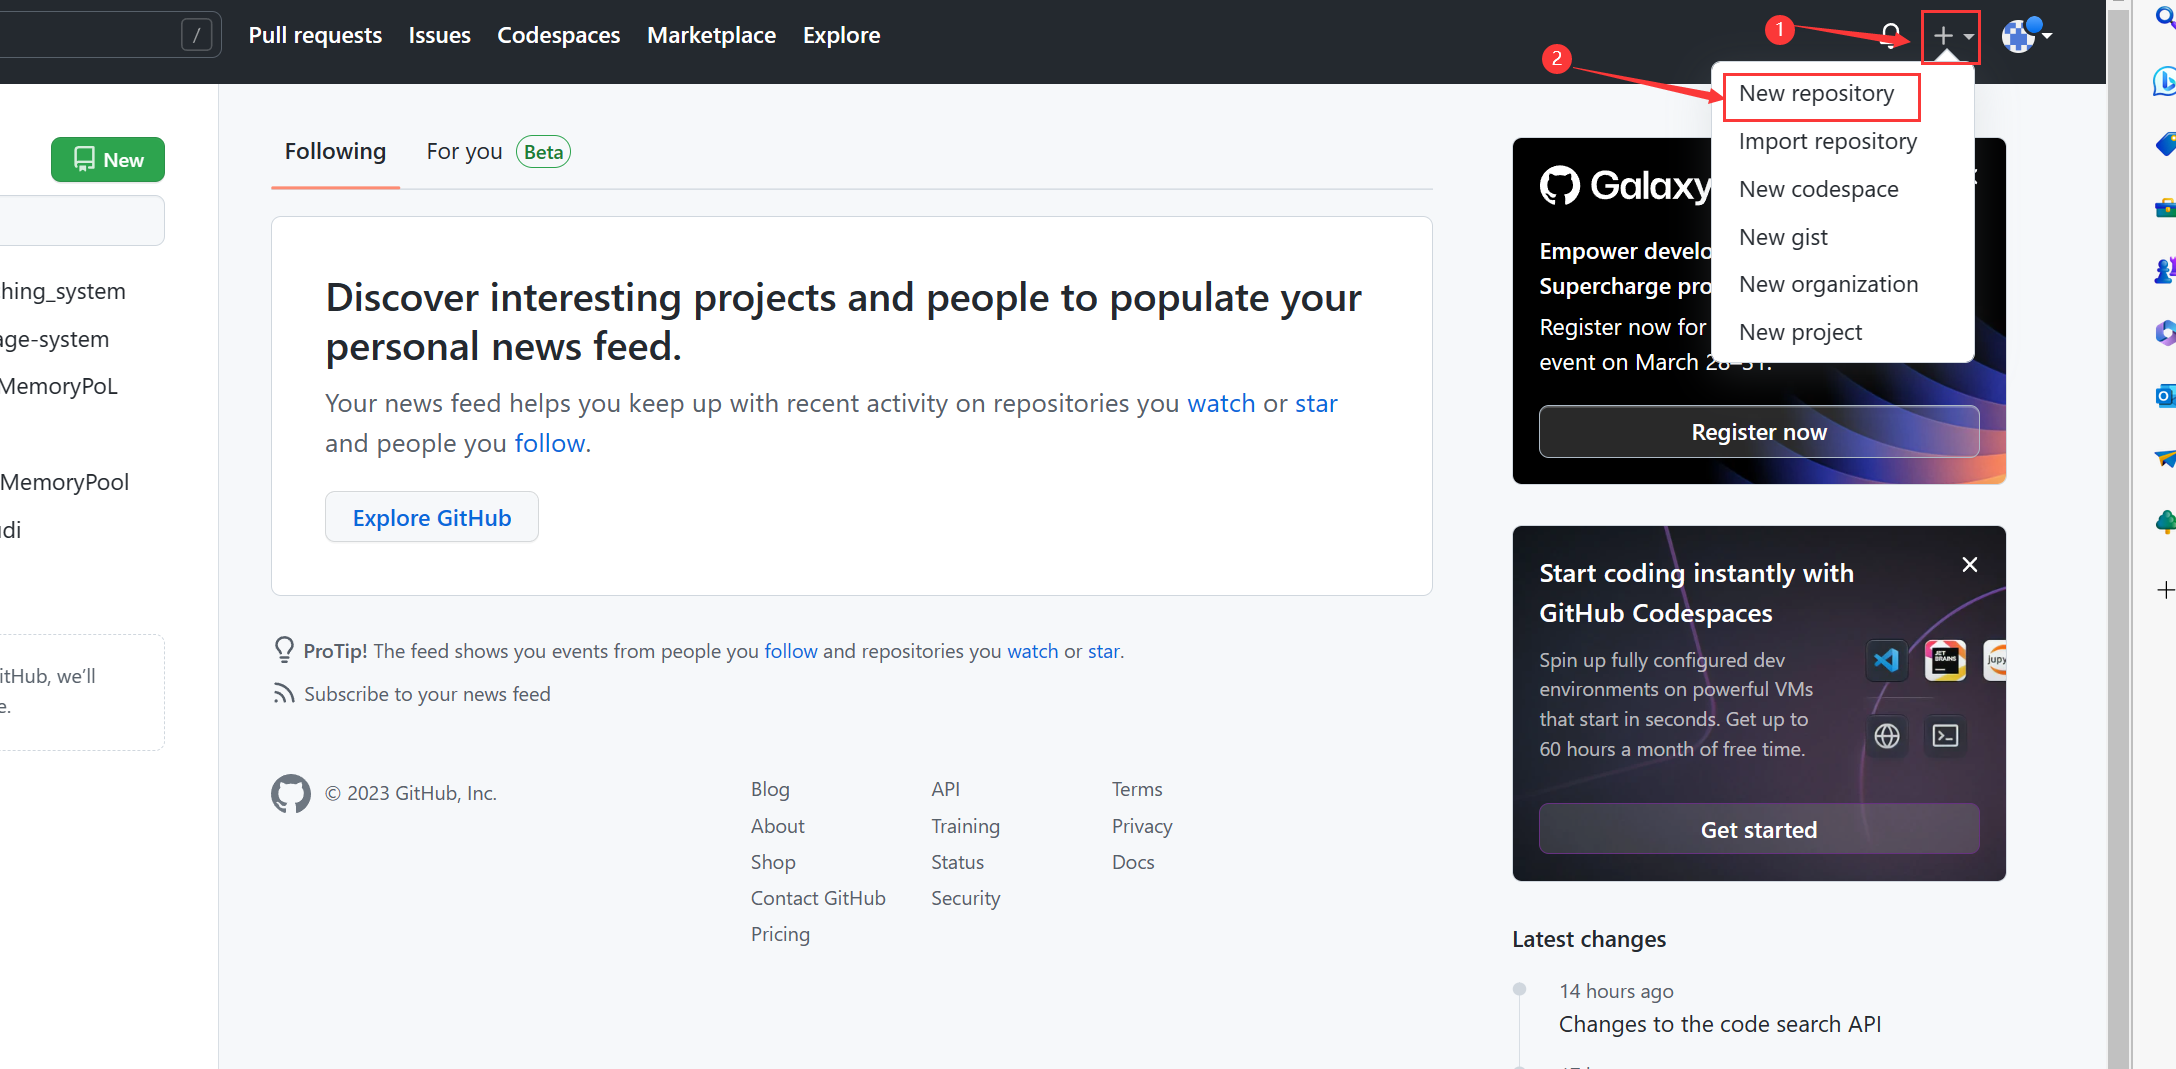 /
Pull requests
Issues
Codespaces
Marketplace
Explore
1
2
New repository
Import repository
New codespace
New gist
New organization
New project
New
hing_system
age-system
MemoryPoL
MemoryPool
di
itHub, we'll
e.
Following
For you
Beta
Discover interesting projects and people to populate your
personal news feed.
Your news feed helps you keep up with recent activity on repositories you watch or star
and people you follow.
Explore GitHub
ProTip! The feed shows you events from people you follow and repositories you watch or star.
Subscribe to your news feed
© 2023 GitHub, Inc.
Blog
About
Shop
Contact GitHub
Pricing
API
Training
Status
Security
Terms
Privacy
Docs
Galaxy
Empower develo
Supercharge pro
Register now for
event on March 28–31.
Register now
Start coding instantly with
GitHub Codespaces
Spin up fully configured dev
environments on powerful VMs
that start in seconds. Get up to
60 hours a month of free time.
JET
BRAINS
jupy
Get started
Latest changes
14 hours ago
Changes to the code search API